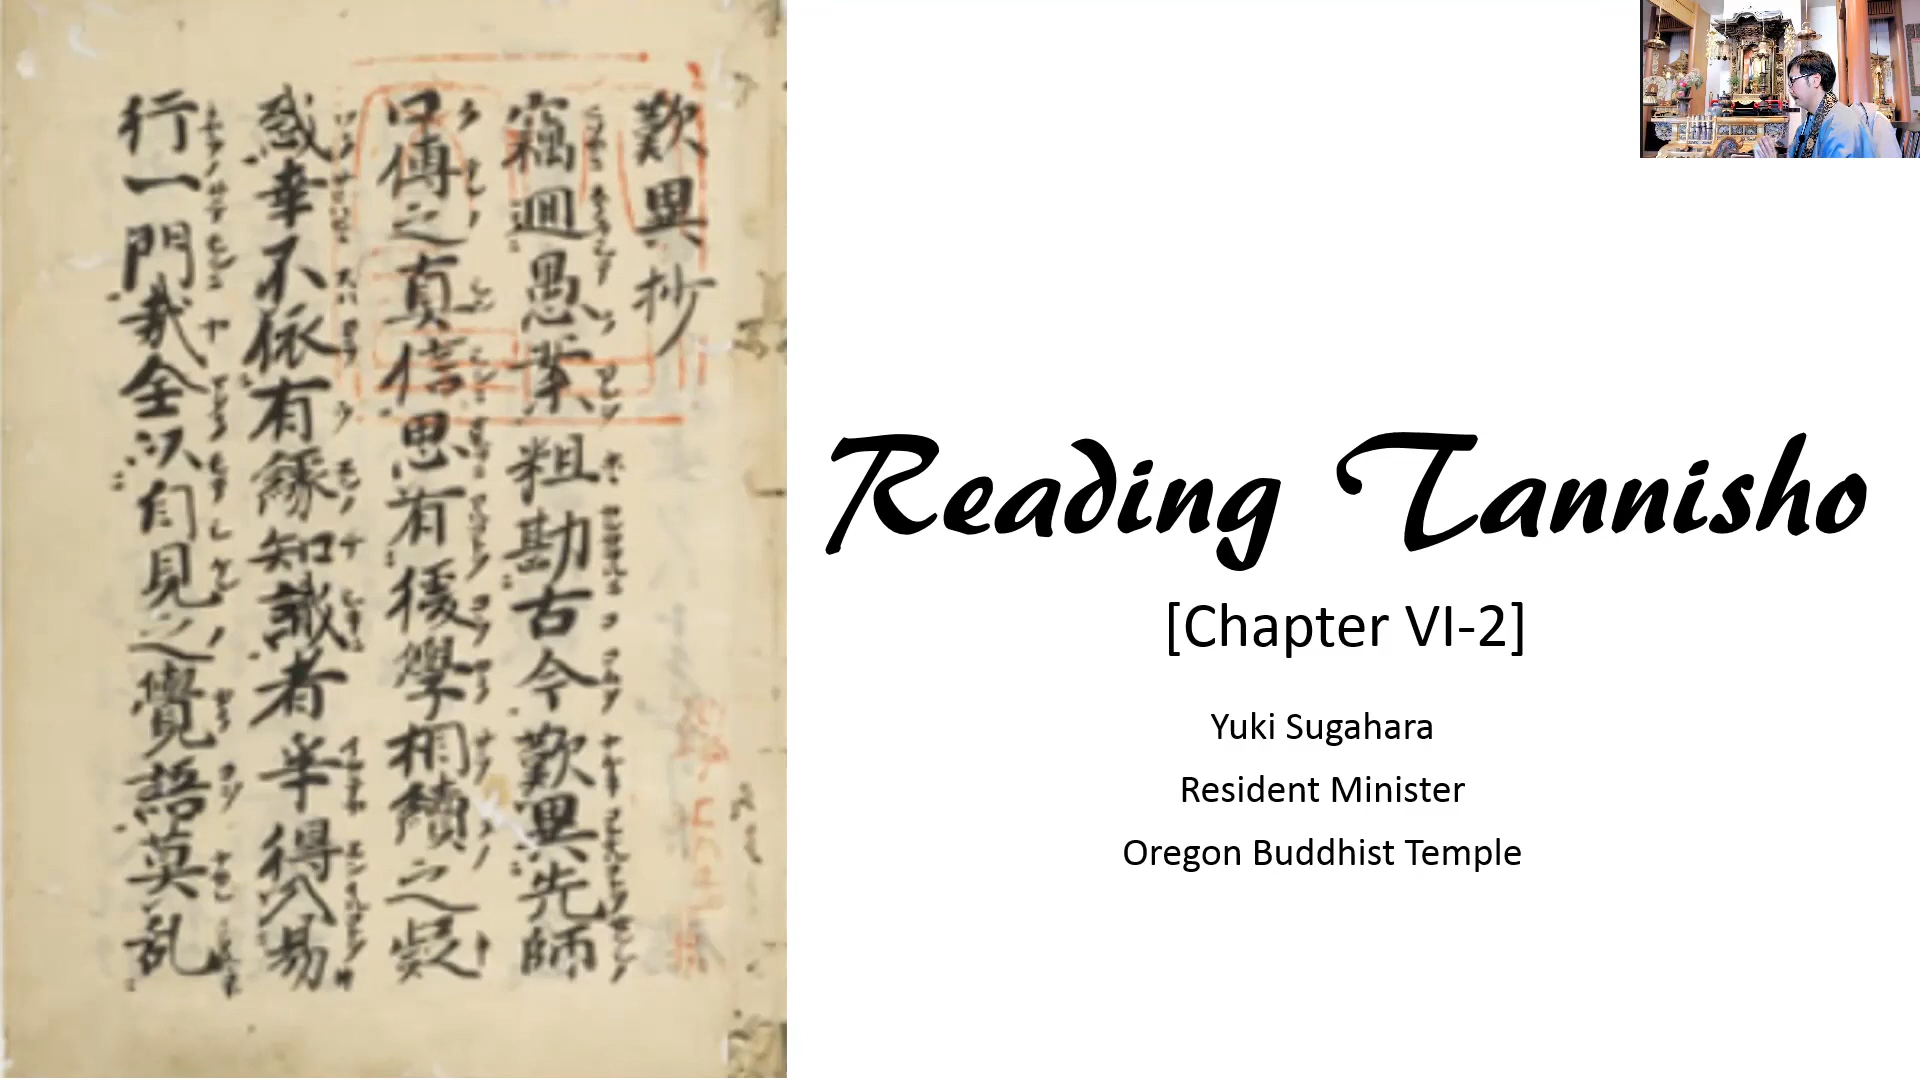 歎異抄
竊廻愚案粗勘古今歎異先師
口傳之真信思有後學相續之疑
惑幸不依有縁知識者争得入易
行一門哉全以自見之覺語莫乱
Reading Tannisho
[Chapter VI-2]
Yuki Sugahara
Resident Minister
Oregon Buddhist Temple